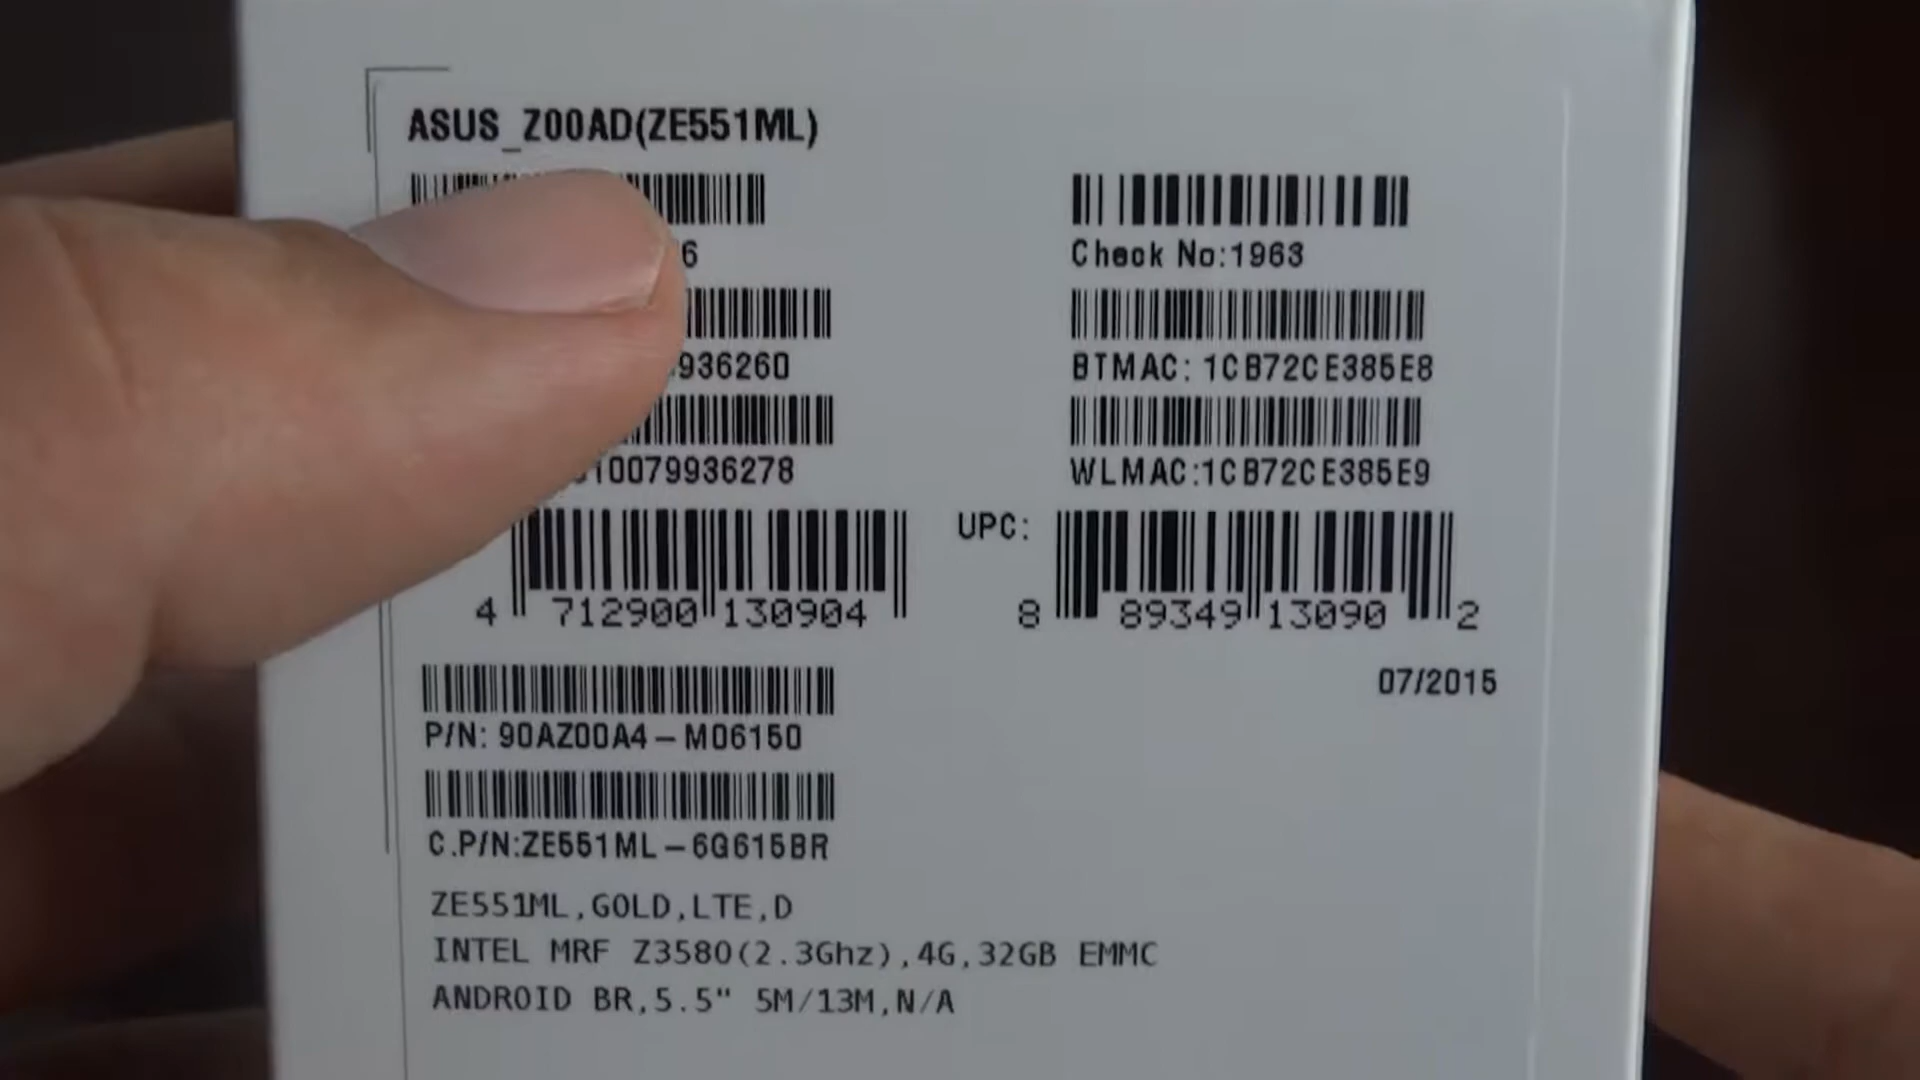 ASUS_Z00AD(ZE551ML)
6
Check No:1963
936260
BTMAC: 1CB72CE385E8
10079936278
WLMAC:1CB72CE385E9
UPC:
4 712900 130904
8 89349 13090 2
07/2015
P/N: 90AZ00A4-M06150
C.P/N:ZE551ML-6G615BR
ZE551ML,GOLD,LTE,D
INTEL MRF Z3580(2.3Ghz),4G,32GB EMMC
ANDROID BR,5.5" 5M/13M,N/A